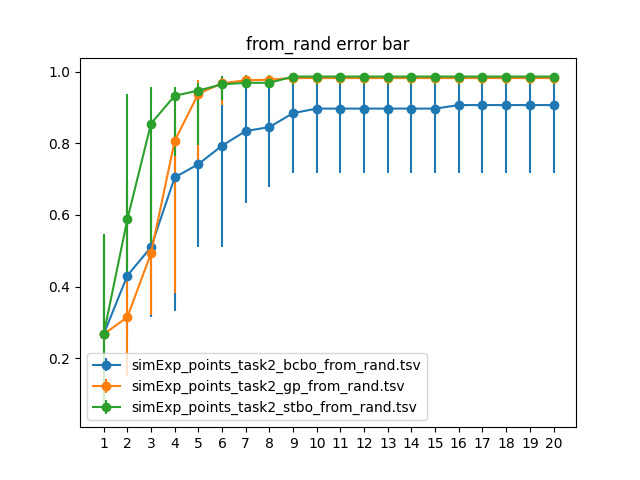 from_rand error bar
1.0
0.8
0.6
0.4
0.2
simExp_points_task2_bcbo_from_rand.tsv
simExp_points_task2_gp_from_rand.tsv
simExp_points_task2_stbo_from_rand.tsv
1 2 3 4 5 6 7 8 9 10 11 12 13 14 15 16 17 18 19 20